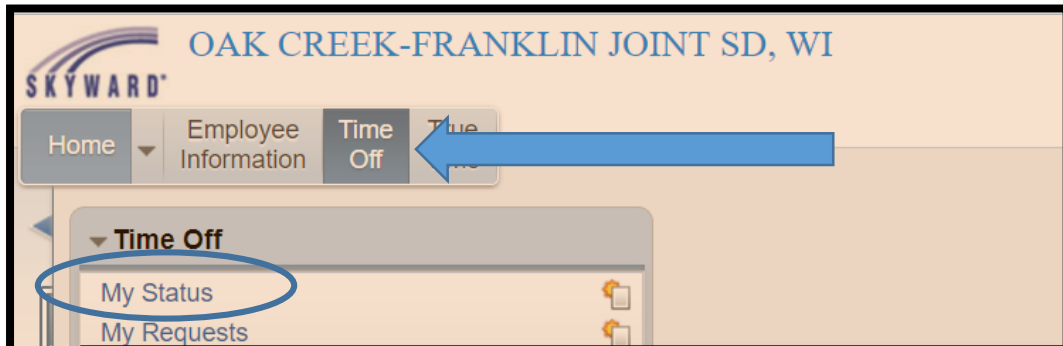 OAK CREEK-FRANKLIN JOINT SD, WI
SKYWARD
Home
Employee
Information
Time
Off
Time Off
My Status
My Requests